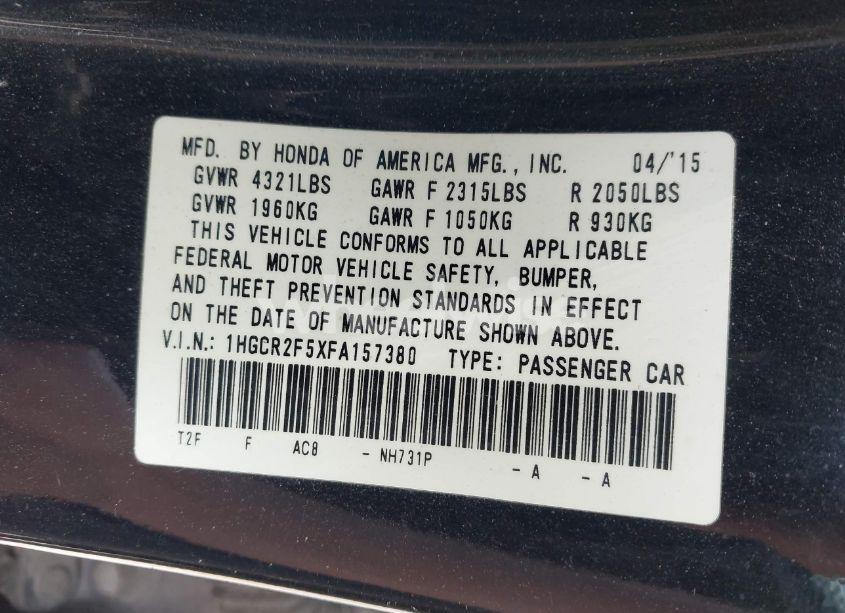 MFD. BY HONDA OF AMERICA MFG., INC. 04/'15
GVWR 4321LBS GAWR F 2315LBS R 2050LBS
GVWR 1960KG GAWR F 1050KG R 930KG
THIS VEHICLE CONFORMS TO ALL APPLICABLE
FEDERAL MOTOR VEHICLE SAFETY, BUMPER,
AND THEFT PREVENTION STANDARDS IN EFFECT
ON THE DATE OF MANUFACTURE SHOWN ABOVE.
V.I.N.: 1HGCR2F5XFA157380 TYPE: PASSENGER CAR
T2F F AC8 - NH731P - A - A